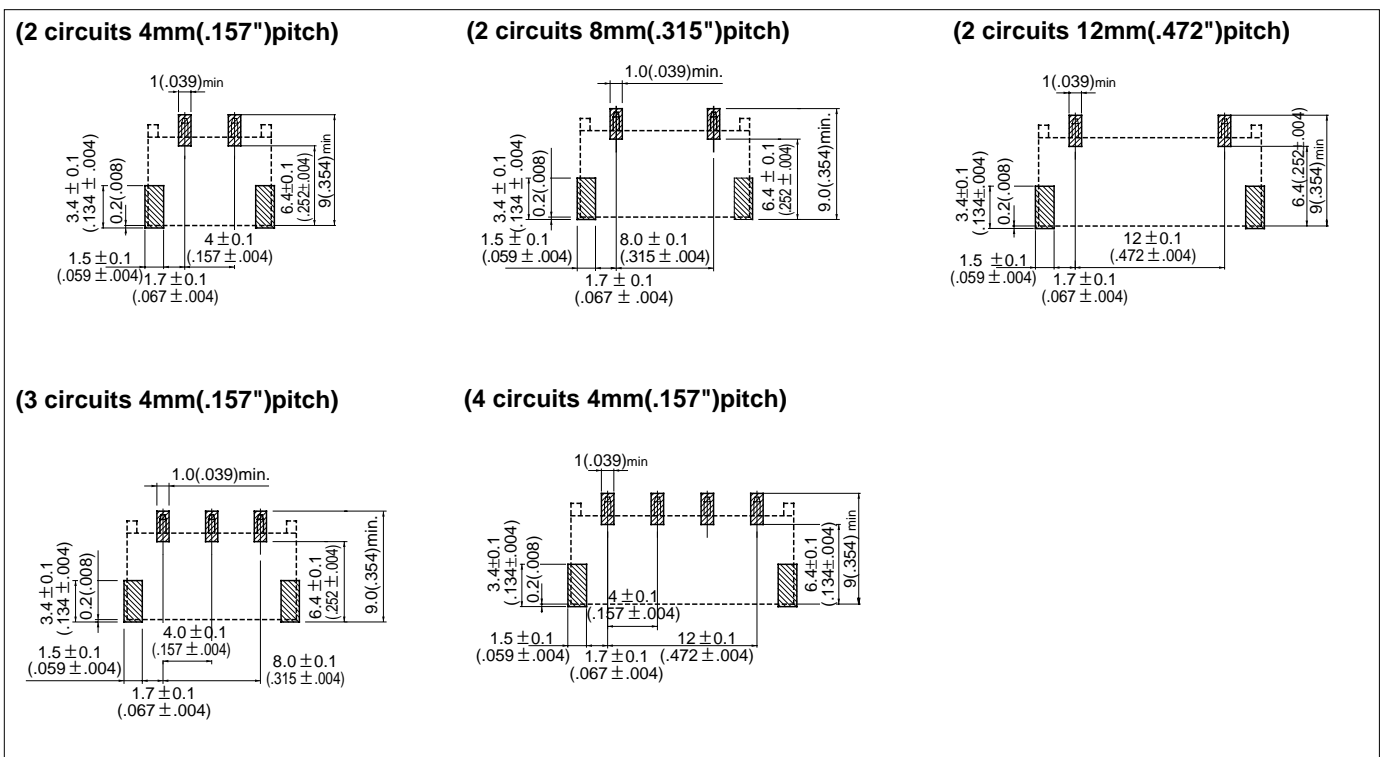 (2 circuits 4mm(.157")pitch)
1(.039)min
3.4 ± 0.1
(.134 ± .004)
0.2(.008)
6.4±0.1
(.252±.004)
9(.354)min
4 ±0.1
(.157 ±.004)
1.5 ±0.1
(.059 ±.004)
1.7 ±0.1
(.067 ±.004)
(2 circuits 8mm(.315")pitch)
1.0(.039)min.
3.4 ± 0.1
(.134 ± .004)
0.2(.008)
6.4 ± 0.1
(.252 ± .004)
9.0(.354)min.
1.5 ± 0.1
(.059 ± .004)
8.0 ± 0.1
(.315 ± .004)
1.7 ± 0.1
(.067 ± .004)
(2 circuits 12mm(.472")pitch)
1(.039)min
3.4±0.1
(.134±.004)
0.2(.008)
6.4(.252±.004)
9(.354)min
12 ±0.1
(.472 ±.004)
1.5 ±0.1
(.059 ±.004)
1.7 ±0.1
(.067 ±.004)
(3 circuits 4mm(.157")pitch)
1.0(.039)min.
3.4 ±0.1
(.134 ±.004)
0.2(.008)
6.4 ±0.1
(.252 ±.004)
9.0(.354)min.
4.0 ±0.1
(.157 ±.004)
1.5 ±0.1
(.059 ±.004)
8.0 ±0.1
(.315 ±.004)
1.7 ±0.1
(.067 ±.004)
(4 circuits 4mm(.157")pitch)
1(.039)min
3.4±0.1
(.134±.004)
0.2(.008)
6.4±0.1
(.134±.004)
9(.354) min
4 ±0.1
(.157 ±.004)
1.5 ±0.1
(.059 ±.004)
1.7 ±0.1
(.067 ±.004)
12 ±0.1
(.472 ±.004)